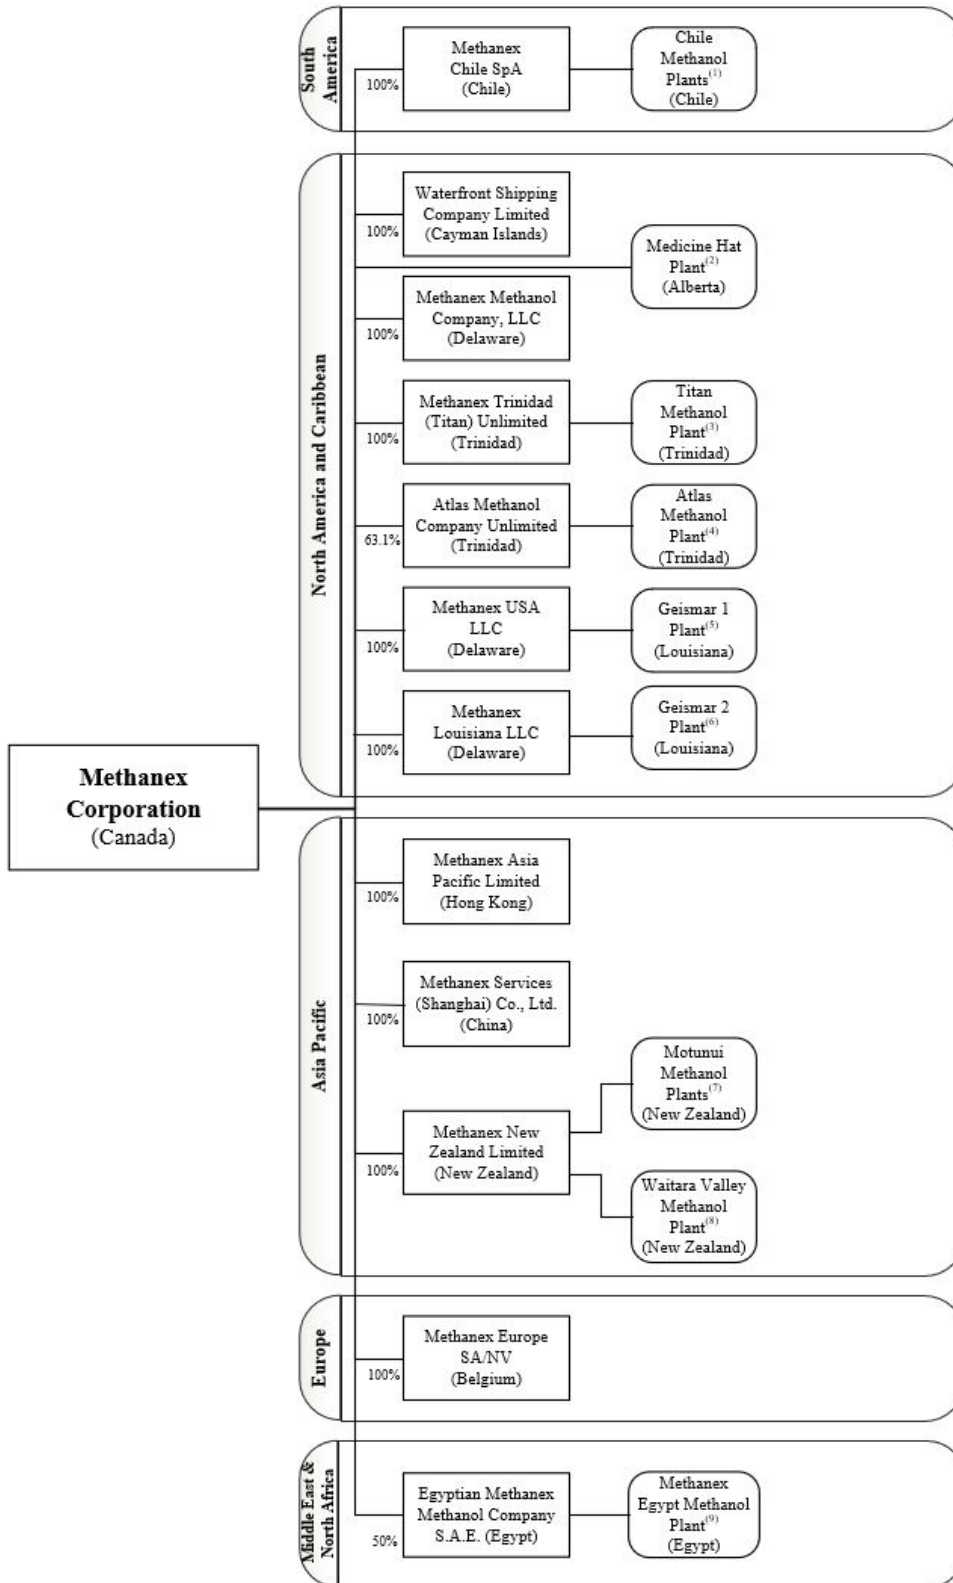 South
America
100%
Methanex
Chile SpA
(Chile)
Chile
Methanol
Plants(1)
(Chile)
North America and Caribbean
100%
Waterfront Shipping
Company Limited
(Cayman Islands)
Medicine Hat
Plant(2)
(Alberta)
100%
Methanex Methanol
Company, LLC
(Delaware)
100%
Methanex Trinidad
(Titan) Unlimited
(Trinidad)
Titan
Methanol
Plant(3)
(Trinidad)
63.1%
Atlas Methanol
Company Unlimited
(Trinidad)
Atlas
Methanol
Plant(4)
(Trinidad)
100%
Methanex USA
LLC
(Delaware)
Geismar 1
Plant(5)
(Louisiana)
100%
Methanex
Louisiana LLC
(Delaware)
Geismar 2
Plant(6)
(Louisiana)
Methanex
Corporation
(Canada)
Asia Pacific
100%
Methanex Asia
Pacific Limited
(Hong Kong)
100%
Methanex Services
(Shanghai) Co., Ltd.
(China)
100%
Methanex New
Zealand Limited
(New Zealand)
Motunui
Methanol
Plants(7)
(New Zealand)
Waitara Valley
Methanol
Plant(8)
(New Zealand)
Europe
100%
Methanex Europe
SA/NV
(Belgium)
Middle East &
North Africa
50%
Egyptian Methanex
Methanol Company
S.A.E. (Egypt)
Methanex
Egypt Methanol
Plant(9)
(Egypt)